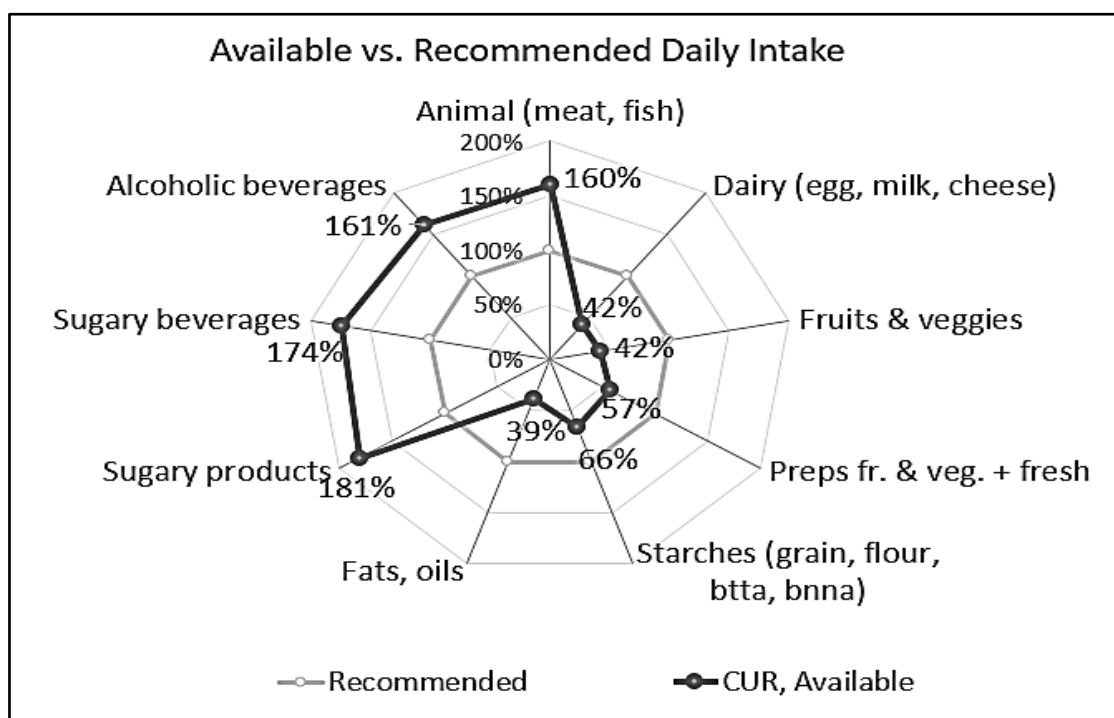 Available vs. Recommended Daily Intake
Animal (meat, fish)
200%
160%
Alcoholic beverages
Dairy (egg, milk, cheese)
150%
161%
100%
Sugary beverages
50%
42%
Fruits & veggies
174%
42%
0%
57%
39%
66%
Sugary products
181%
Preps fr. & veg. + fresh
Fats, oils
Starches (grain, flour,
btta, bnna)
Recommended
CUR, Available